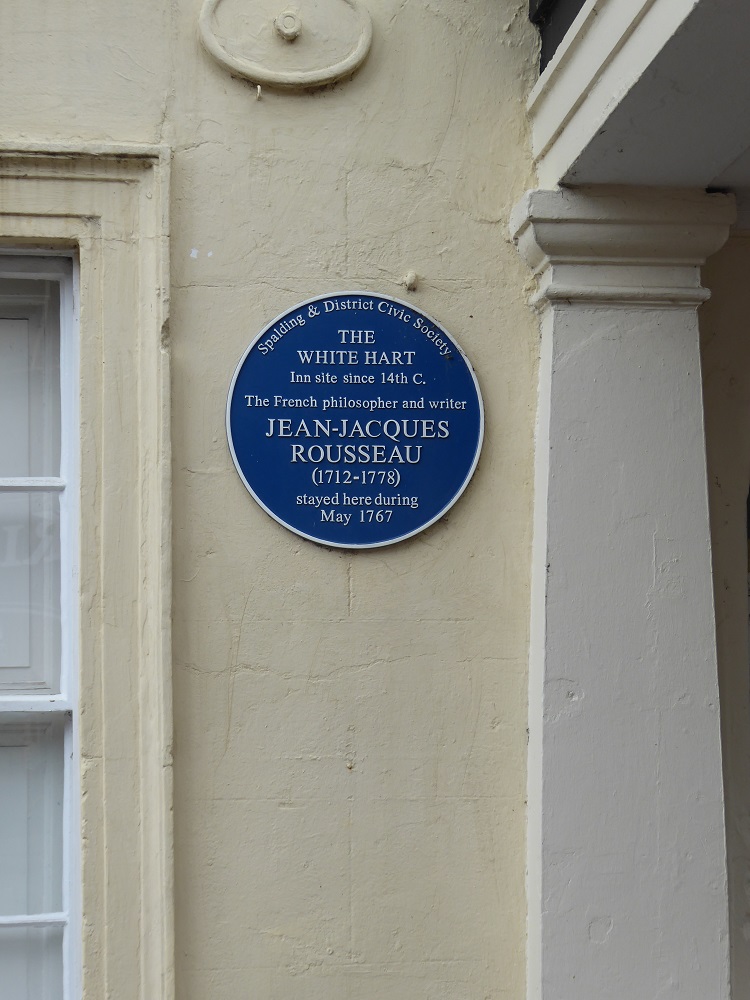 Spalding & District Civic Society
THE
WHITE HART
Inn site since 14th C.
The French philosopher and writer
JEAN-JACQUES
ROUSSEAU
(1712-1778)
stayed here during
May 1767